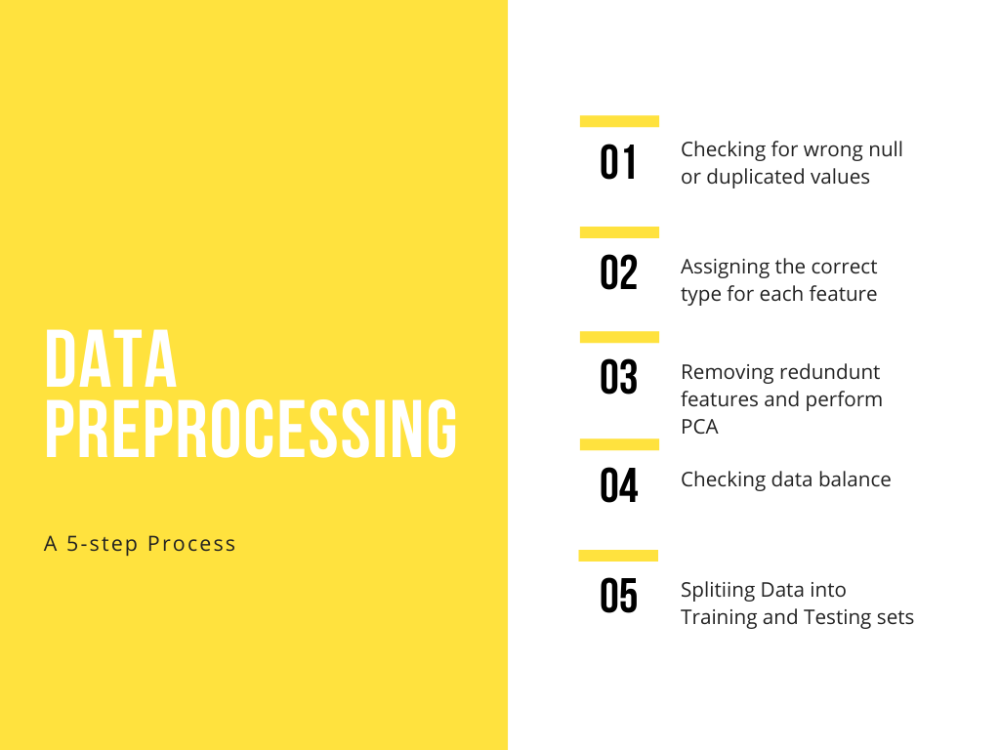 DATA
PREPROCESSING
A 5-step Process
01
Checking for wrong null
or duplicated values
02
Assigning the correct
type for each feature
03
Removing redundunt
features and perform
PCA
04
Checking data balance
05
Splitiing Data into
Training and Testing sets